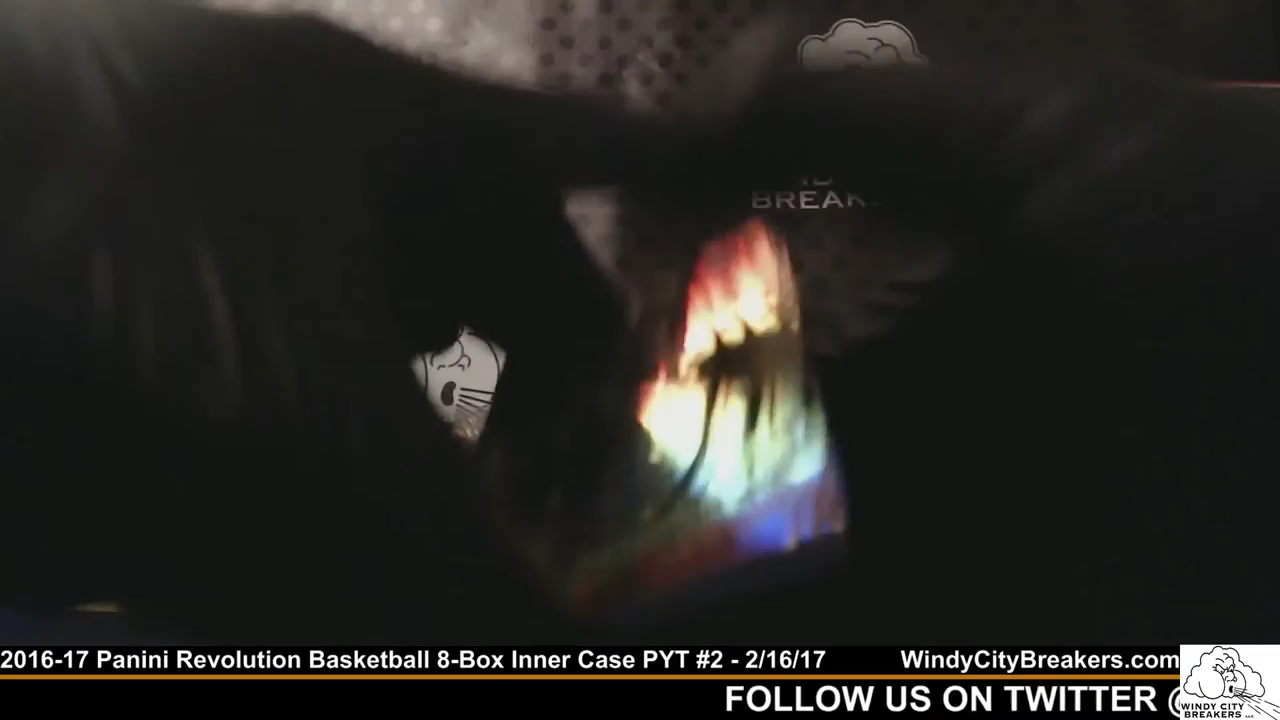 BREAK
2016-17 Panini Revolution Basketball 8-Box Inner Case PYT #2 - 2/16/17
WindyCityBreakers.com
FOLLOW US ON TWITTER @
WINDY CITY
BREAKERS LLC